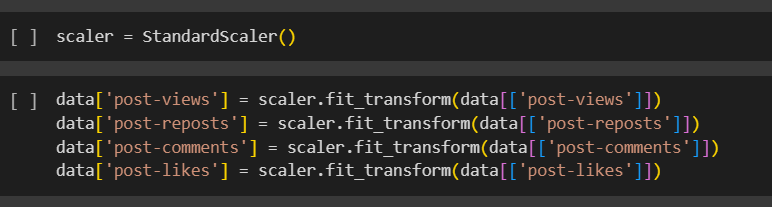 [ ] scaler = StandardScaler()
[ ] data['post-views'] = scaler.fit_transform(data[['post-views']])
data['post-reposts'] = scaler.fit_transform(data[['post-reposts']])
data['post-comments'] = scaler.fit_transform(data[['post-comments']])
data['post-likes'] = scaler.fit_transform(data[['post-likes']])